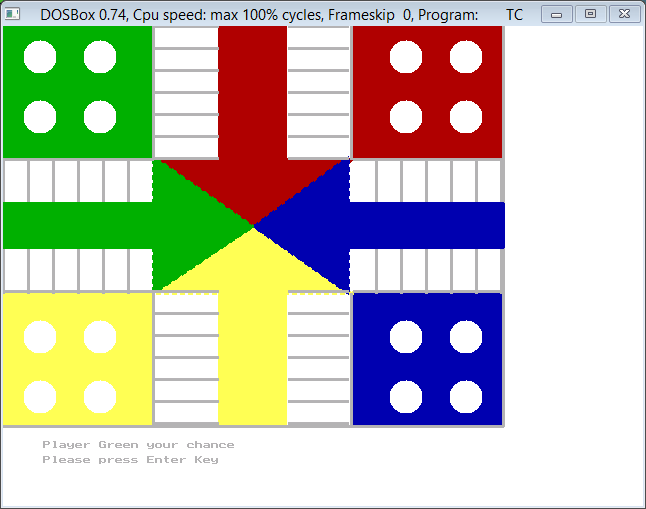 DOSBox 0.74, Cpu speed: max 100% cycles, Frameskip  0, Program:       TC
Player Green your chance
Please press Enter Key